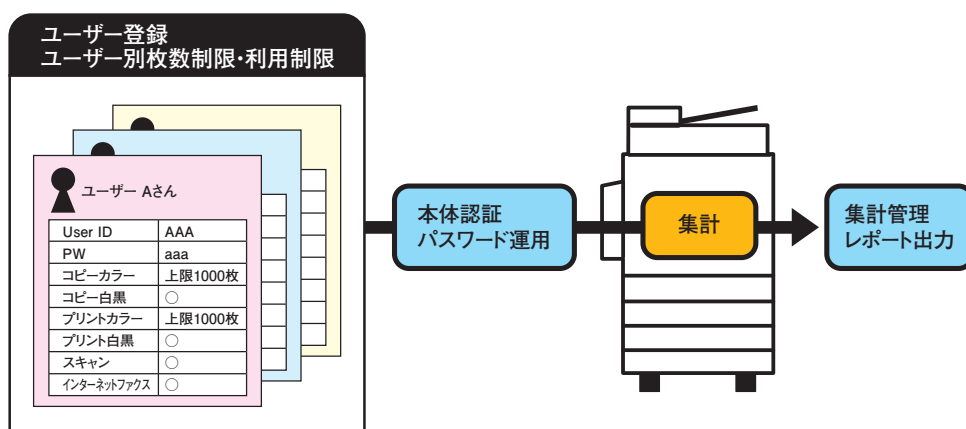 ユーザー登録
ユーザー別枚数制限・利用制限
ユーザー Aさん
User ID AAA
PW aaa
コピーカラー 上限1000枚
コピー白黒 ○
プリントカラー 上限1000枚
プリント白黒 ○
スキャン ○
インターネットファクス ○
本体認証
パスワード運用
集計
集計管理
レポート出力